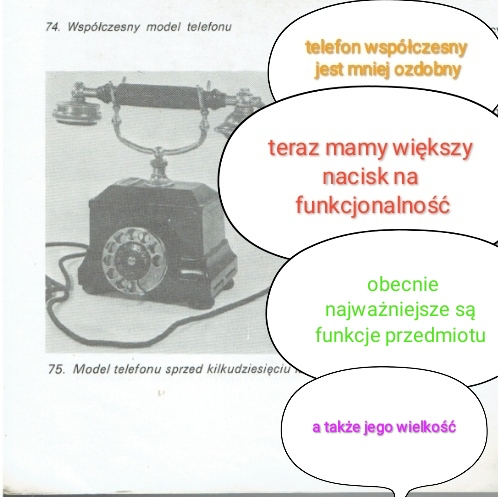 74. Współczesny model telefonu
telefon współczesny
jest mniej ozdobny
teraz mamy większy
nacisk na
funkcjonalność
obecnie
najważniejsze są
funkcje przedmiotu
75. Model telefonu sprzed kilkudziesięciu
a także jego wielkość